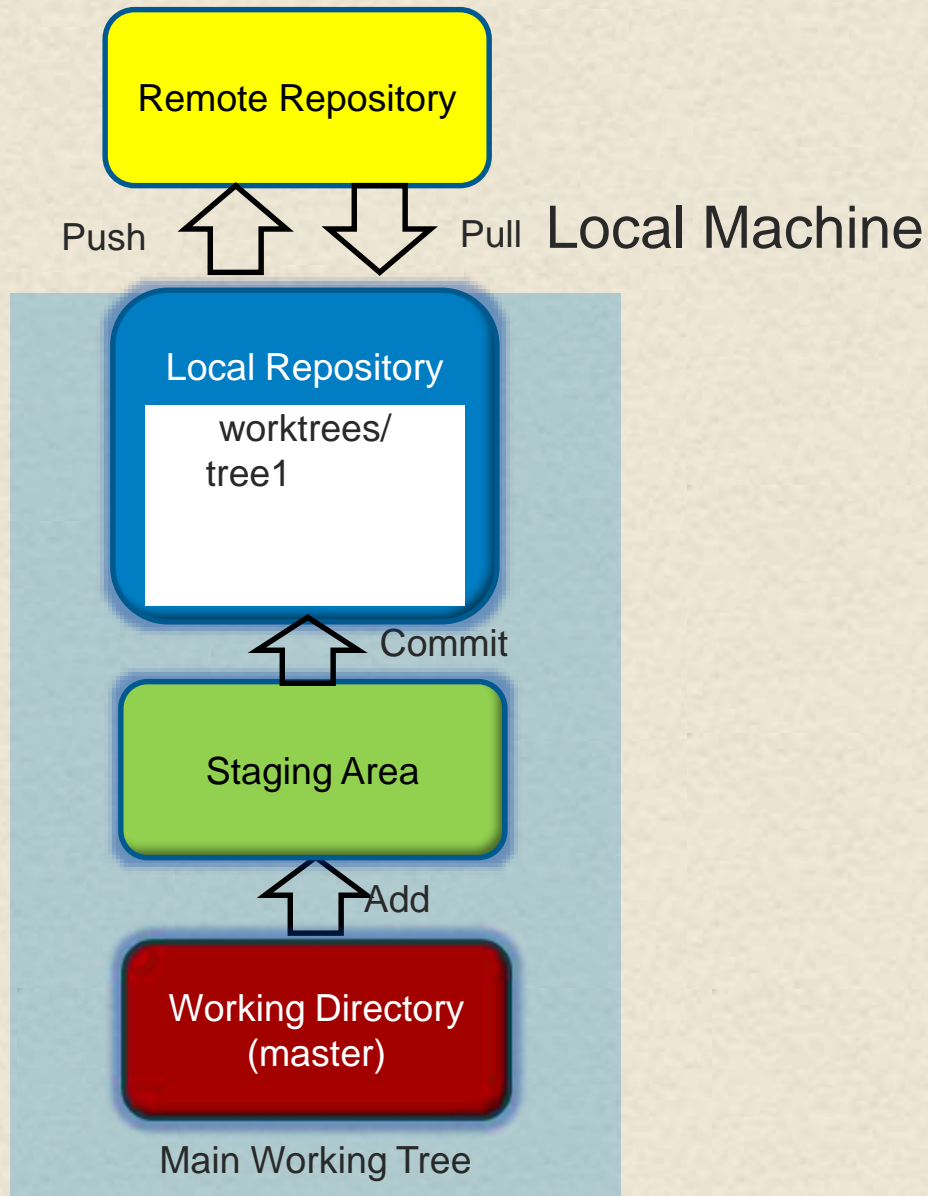 Remote Repository
Push
Pull
Local Machine
Local Repository
worktrees/
tree1
Commit
Staging Area
Add
Working Directory
(master)
Main Working Tree